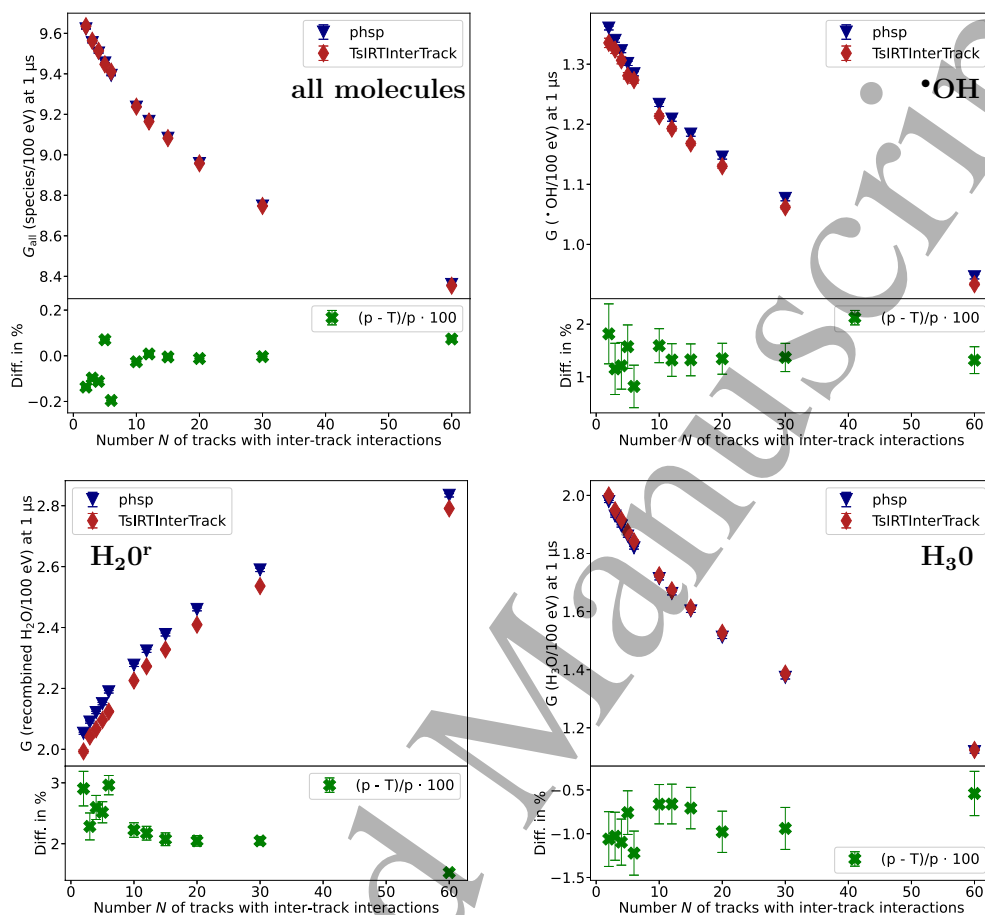 phsp
TsIRTInterTrack
all molecules
G_all (species/100 eV) at 1 µs
9.6
9.4
9.2
9.0
8.8
8.6
8.4
(p - T)/p · 100
Diff. in %
0.2
0.0
−0.2
0 10 20 30 40 50 60
Number N of tracks with inter-track interactions
phsp
TsIRTInterTrack
•OH
G (•OH/100 eV) at 1 µs
1.3
1.2
1.1
1.0
(p - T)/p · 100
Diff. in %
2
1
0 10 20 30 40 50 60
Number N of tracks with inter-track interactions
phsp
TsIRTInterTrack
H₂0ʳ
G (recombined H₂O/100 eV) at 1 µs
2.8
2.6
2.4
2.2
2.0
(p - T)/p · 100
Diff. in %
3
2
0 10 20 30 40 50 60
Number N of tracks with inter-track interactions
phsp
TsIRTInterTrack
H₃0
G (H₃O/100 eV) at 1 µs
2.0
1.8
1.6
1.4
1.2
(p - T)/p · 100
Diff. in %
−0.5
−1.0
−1.5
0 10 20 30 40 50 60
Number N of tracks with inter-track interactions
d Manuscrip